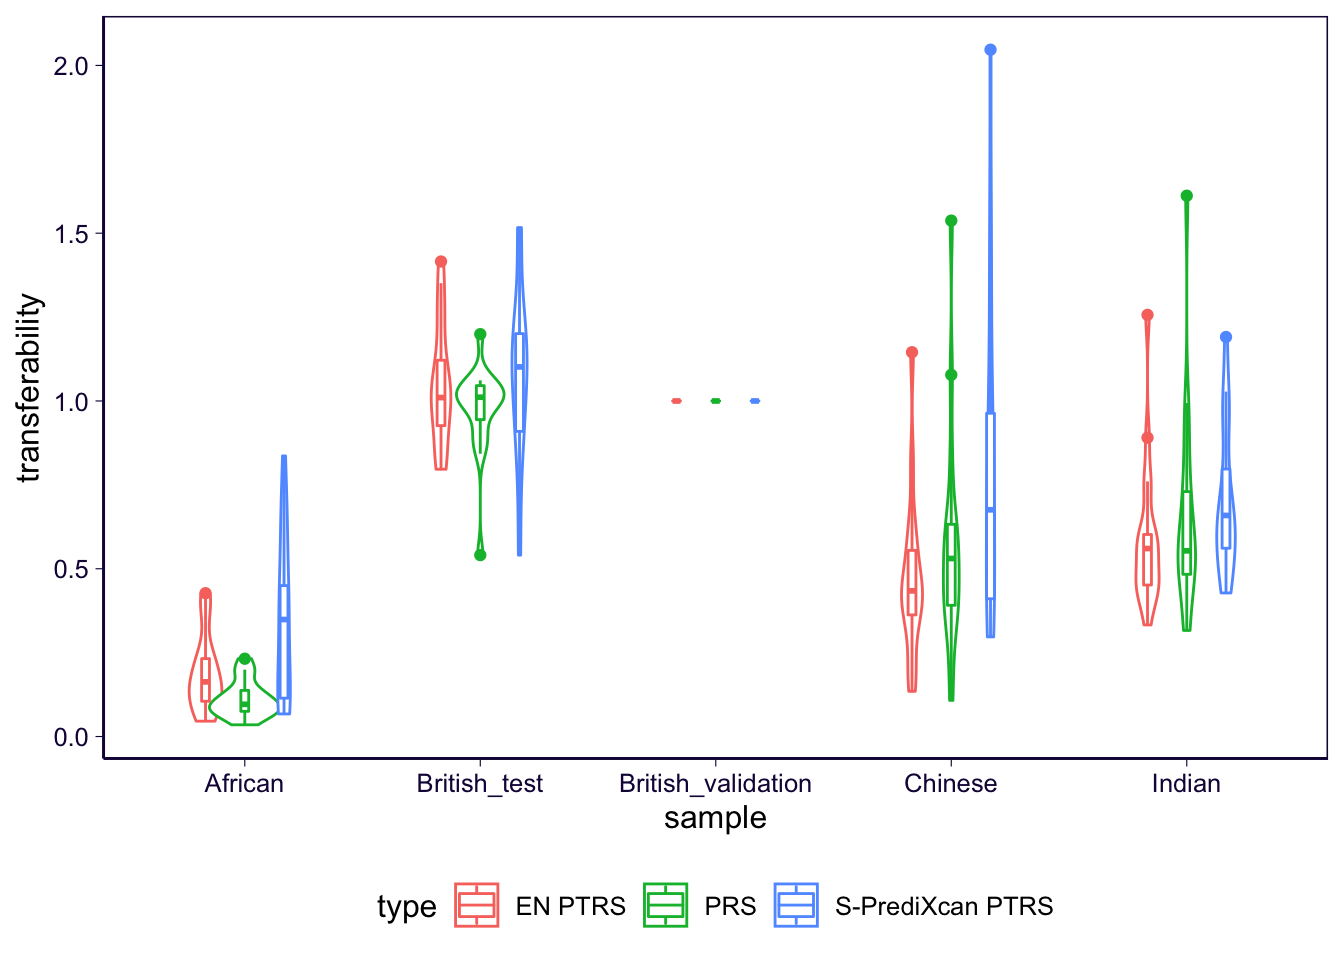 transferability
2.0
1.5
1.0
0.5
0.0
African British_test British_validation Chinese Indian
sample
type EN PTRS PRS S-PrediXcan PTRS